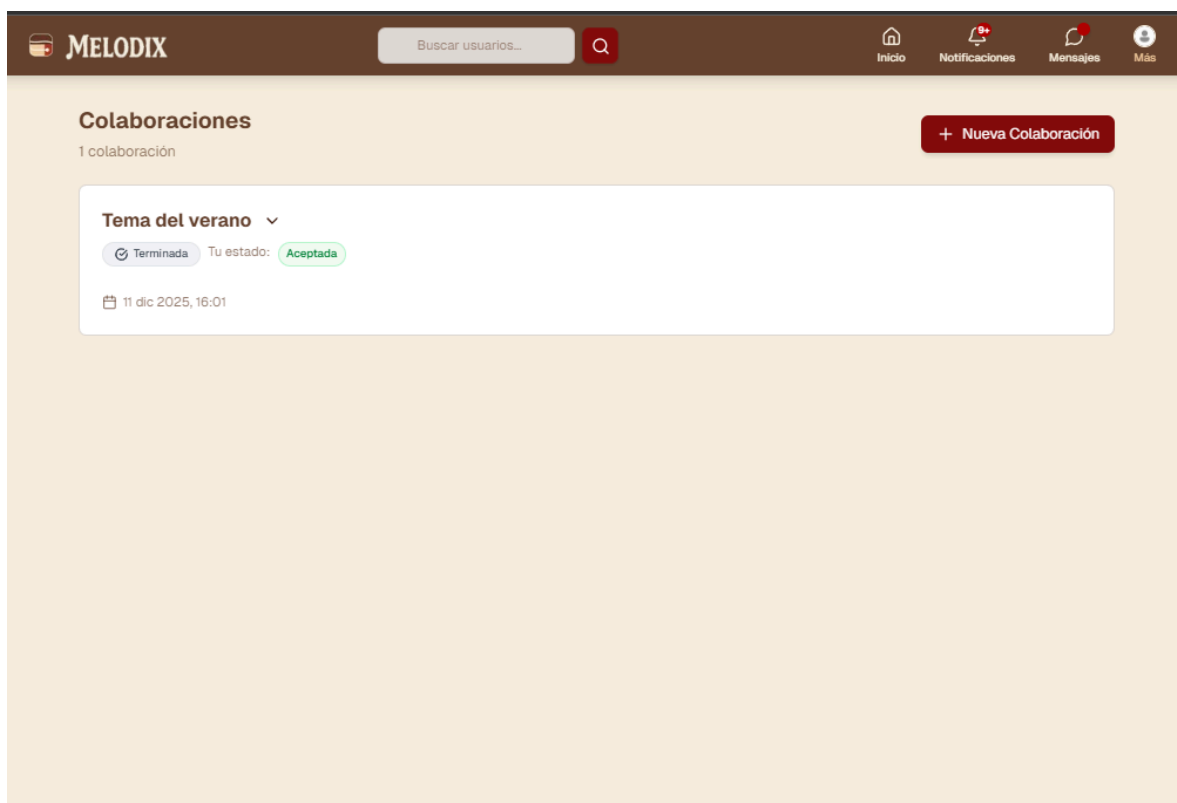 MELODIX
Buscar usuarios...
Inicio
9+
Notificaciones
Mensajes
Más
Colaboraciones
1 colaboración
+ Nueva Colaboración
Tema del verano
Terminada Tu estado: Aceptada
11 dic 2025, 16:01